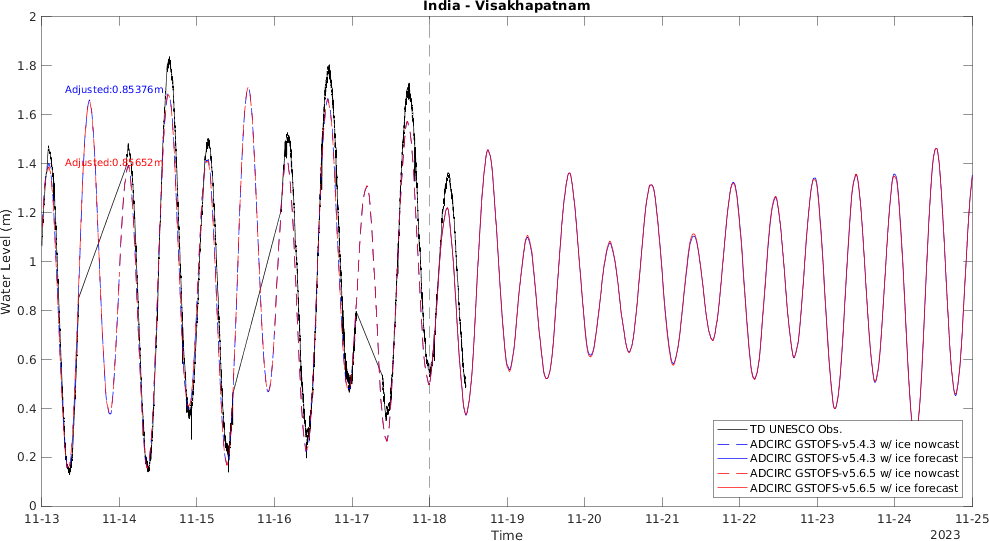 India - Visakhapatnam
2
1.8
1.6
1.4
1.2
1
0.8
0.6
0.4
0.2
0
Water Level (m)
Adjusted:0.85376m
Adjusted:0.85652m
TD UNESCO Obs.
ADCIRC GSTOFS-v5.4.3 w/ ice nowcast
ADCIRC GSTOFS-v5.4.3 w/ ice forecast
ADCIRC GSTOFS-v5.6.5 w/ ice nowcast
ADCIRC GSTOFS-v5.6.5 w/ ice forecast
11-13 11-14 11-15 11-16 11-17 11-18 11-19 11-20 11-21 11-22 11-23 11-24 11-25
Time
2023